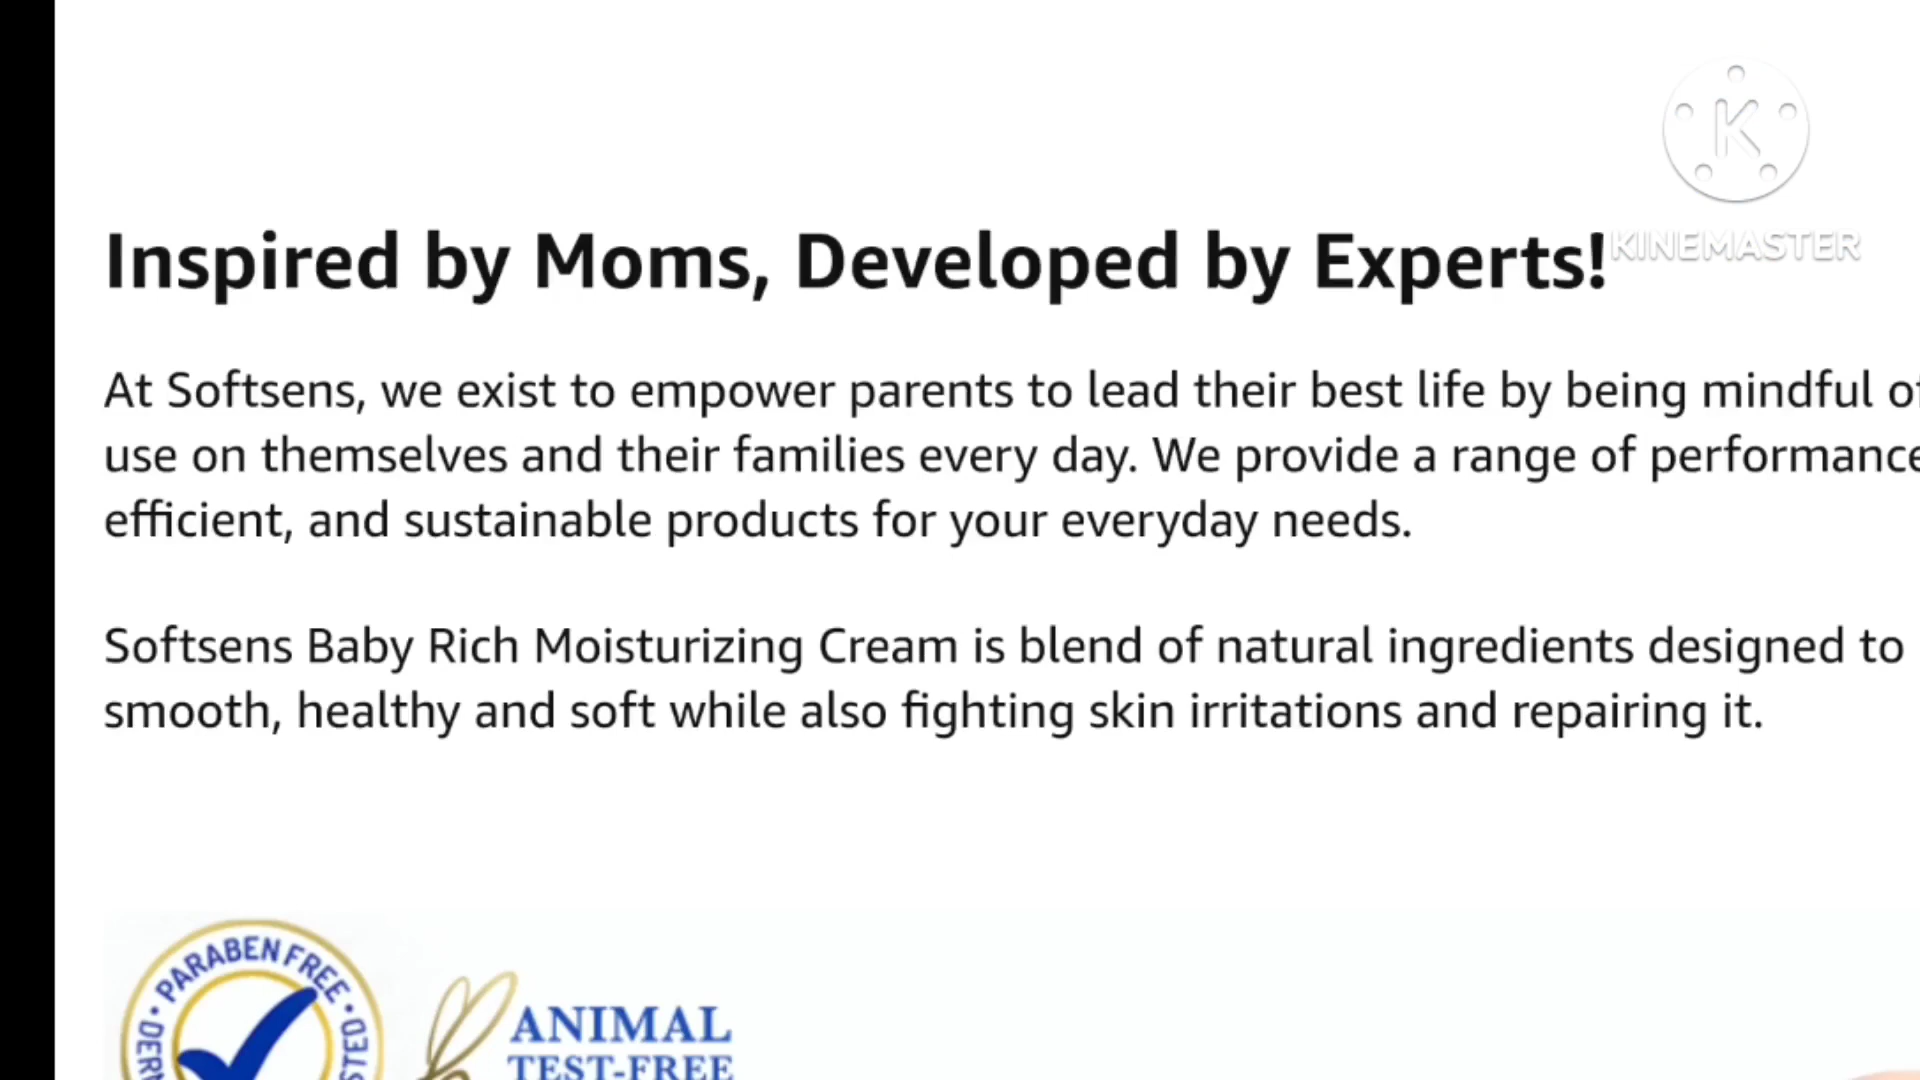 KINEMASTER
Inspired by Moms, Developed by Experts!
At Softsens, we exist to empower parents to lead their best life by being mindful
use on themselves and their families every day. We provide a range of performance
efficient, and sustainable products for your everyday needs.
Softsens Baby Rich Moisturizing Cream is blend of natural ingredients designed to
smooth, healthy and soft while also fighting skin irritations and repairing it.
PARABEN FREE
ANIMAL
TEST-FREE